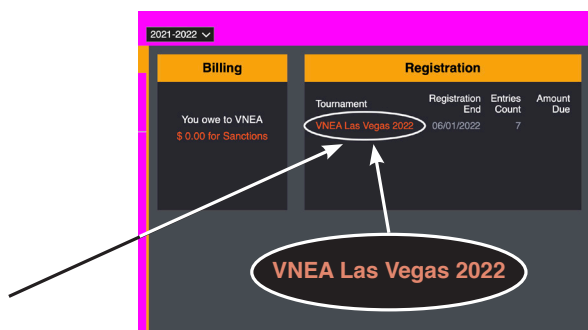 2021-2022
Billing
You owe to VNEA
$ 0.00 for Sanctions
Registration
Tournament Registration End Entries Count Amount Due
VNEA Las Vegas 2022 06/01/2022 7
VNEA Las Vegas 2022